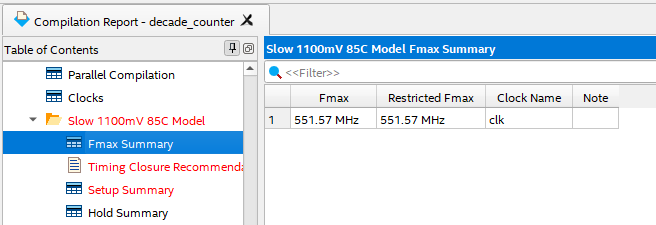 Compilation Report - decade_counter
Table of Contents
Parallel Compilation
Clocks
Slow 1100mV 85C Model
Fmax Summary
Timing Closure Recommenda
Setup Summary
Hold Summary
Slow 1100mV 85C Model Fmax Summary
<<Filter>>
Fmax Restricted Fmax Clock Name Note
1 551.57 MHz 551.57 MHz clk